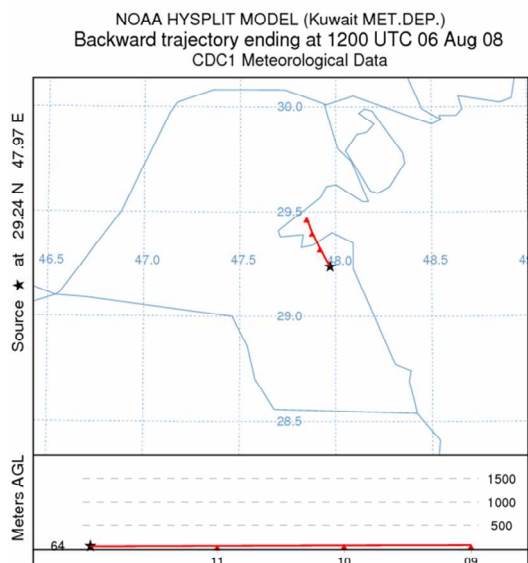 NOAA HYSPLIT MODEL (Kuwait MET.DEP.)
Backward trajectory ending at 1200 UTC 06 Aug 08
CDC1 Meteorological Data
Source ★ at 29.24 N 47.97 E
30.0
29.5
46.5 47.0 47.5 48.0 48.5
29.0
28.5
Meters AGL
1500
1000
500
64
11 10 09